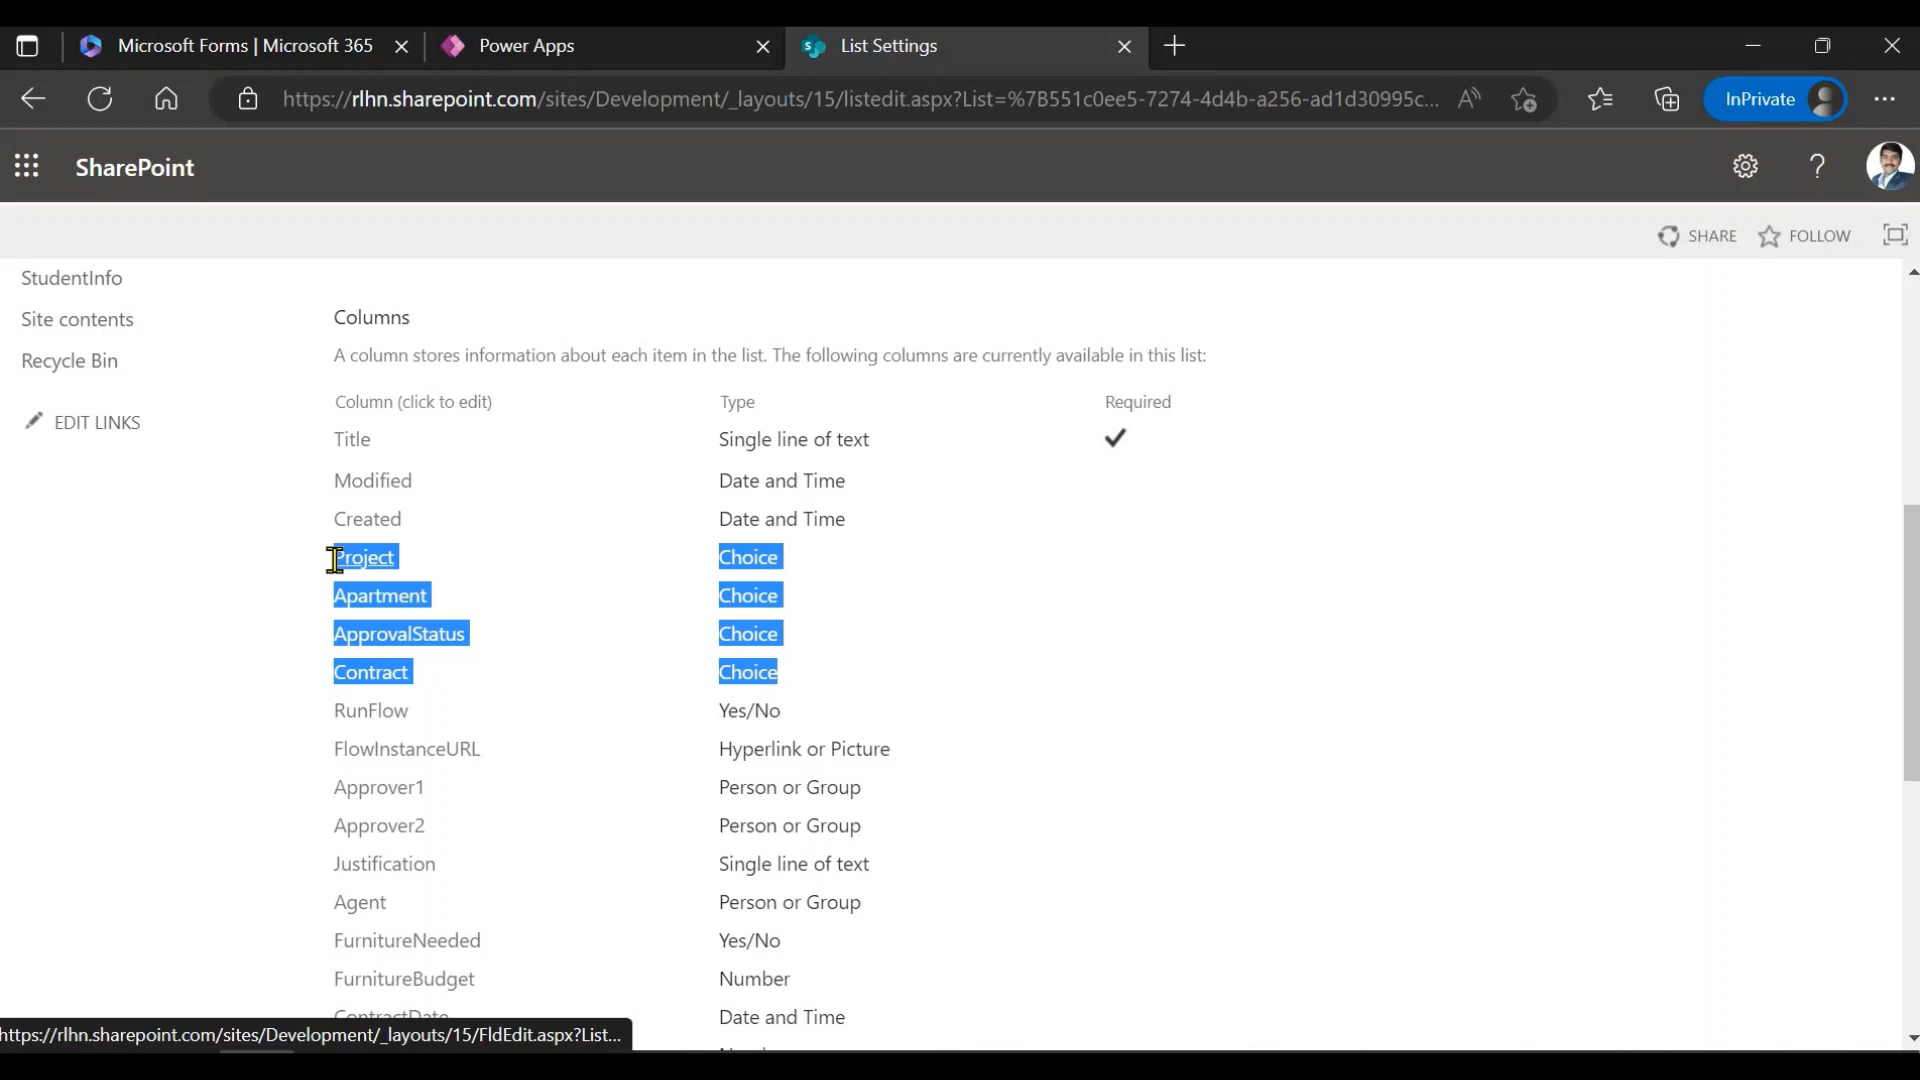 Microsoft Forms | Microsoft 365
Power Apps
List Settings
https://rlhn.sharepoint.com/sites/Development/_layouts/15/listedit.aspx?List=%7B551c0ee5-7274-4d4b-a256-ad1d30995c...
InPrivate
SharePoint
SHARE
FOLLOW
StudentInfo
Site contents
Recycle Bin
EDIT LINKS
Columns
A column stores information about each item in the list. The following columns are currently available in this list:
Column (click to edit) Type Required
Title Single line of text
Modified Date and Time
Created Date and Time
Project Choice
Apartment Choice
ApprovalStatus Choice
Contract Choice
RunFlow Yes/No
FlowInstanceURL Hyperlink or Picture
Approver1 Person or Group
Approver2 Person or Group
Justification Single line of text
Agent Person or Group
FurnitureNeeded Yes/No
FurnitureBudget Number
ContractDate Date and Time
https://rlhn.sharepoint.com/sites/Development/_layouts/15/FldEdit.aspx?List...